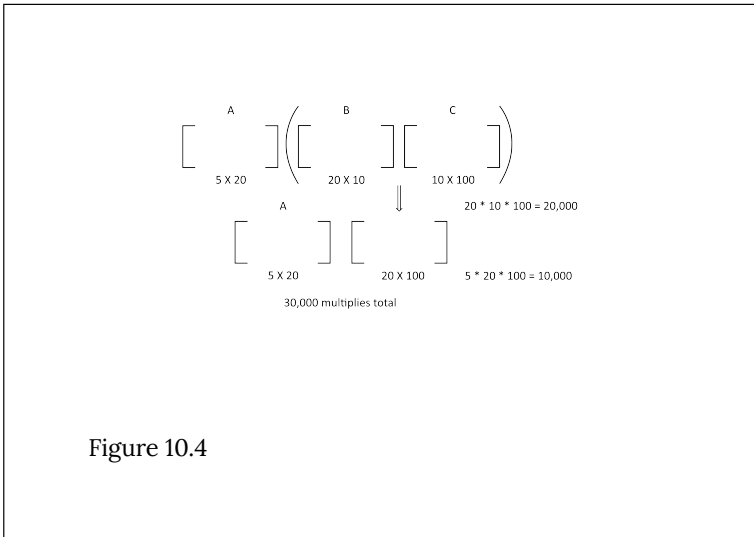 A B C
5 X 20 20 X 10 10 X 100
A 20 * 10 * 100 = 20,000
5 X 20 20 X 100 5 * 20 * 100 = 10,000
30,000 multiplies total
Figure 10.4